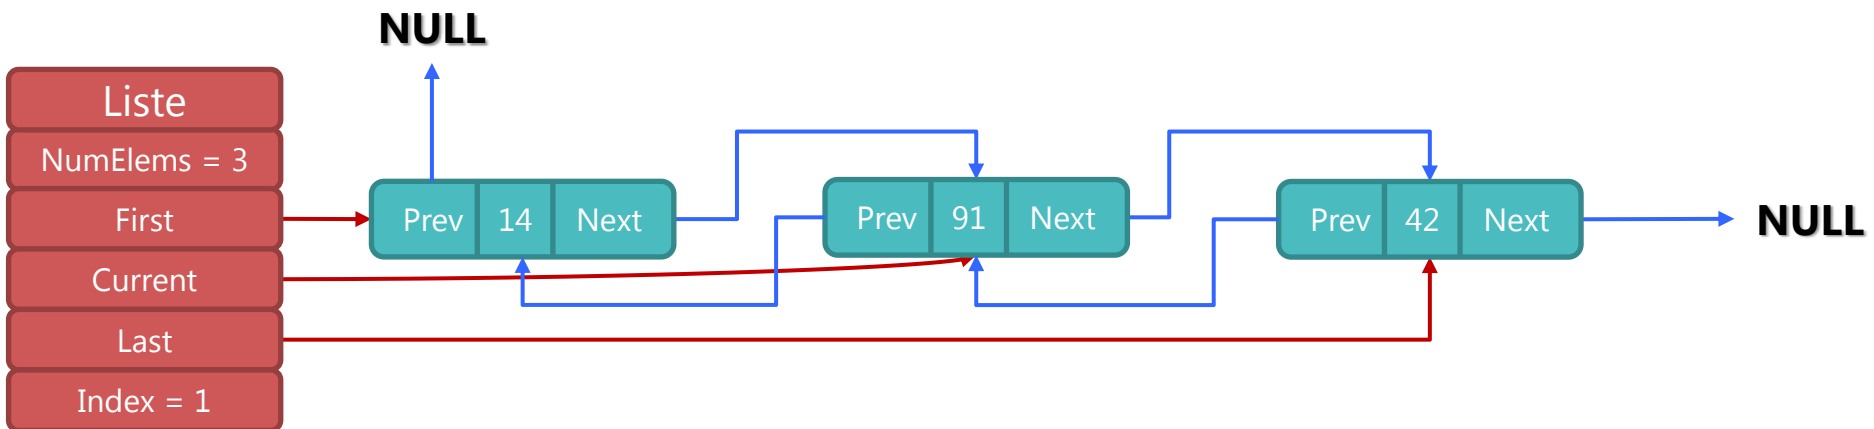 NULL
Liste
NumElems = 3
First
Current
Last
Index = 1
Prev 14 Next
Prev 91 Next
Prev 42 Next
NULL